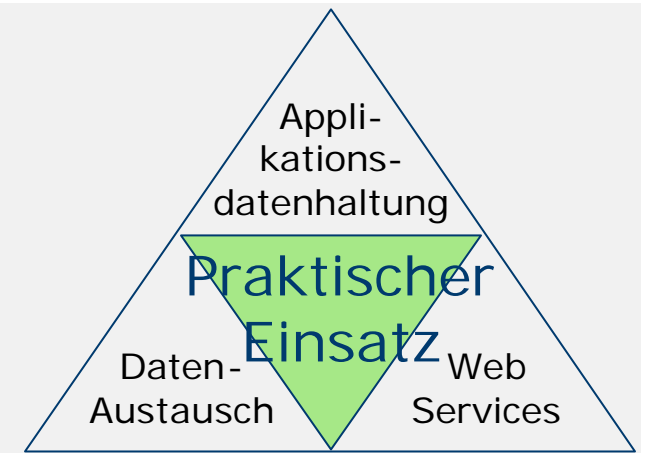 Appli-
kations-
datenhaltung
Praktischer
Einsatz
Daten-
Austausch
Web
Services